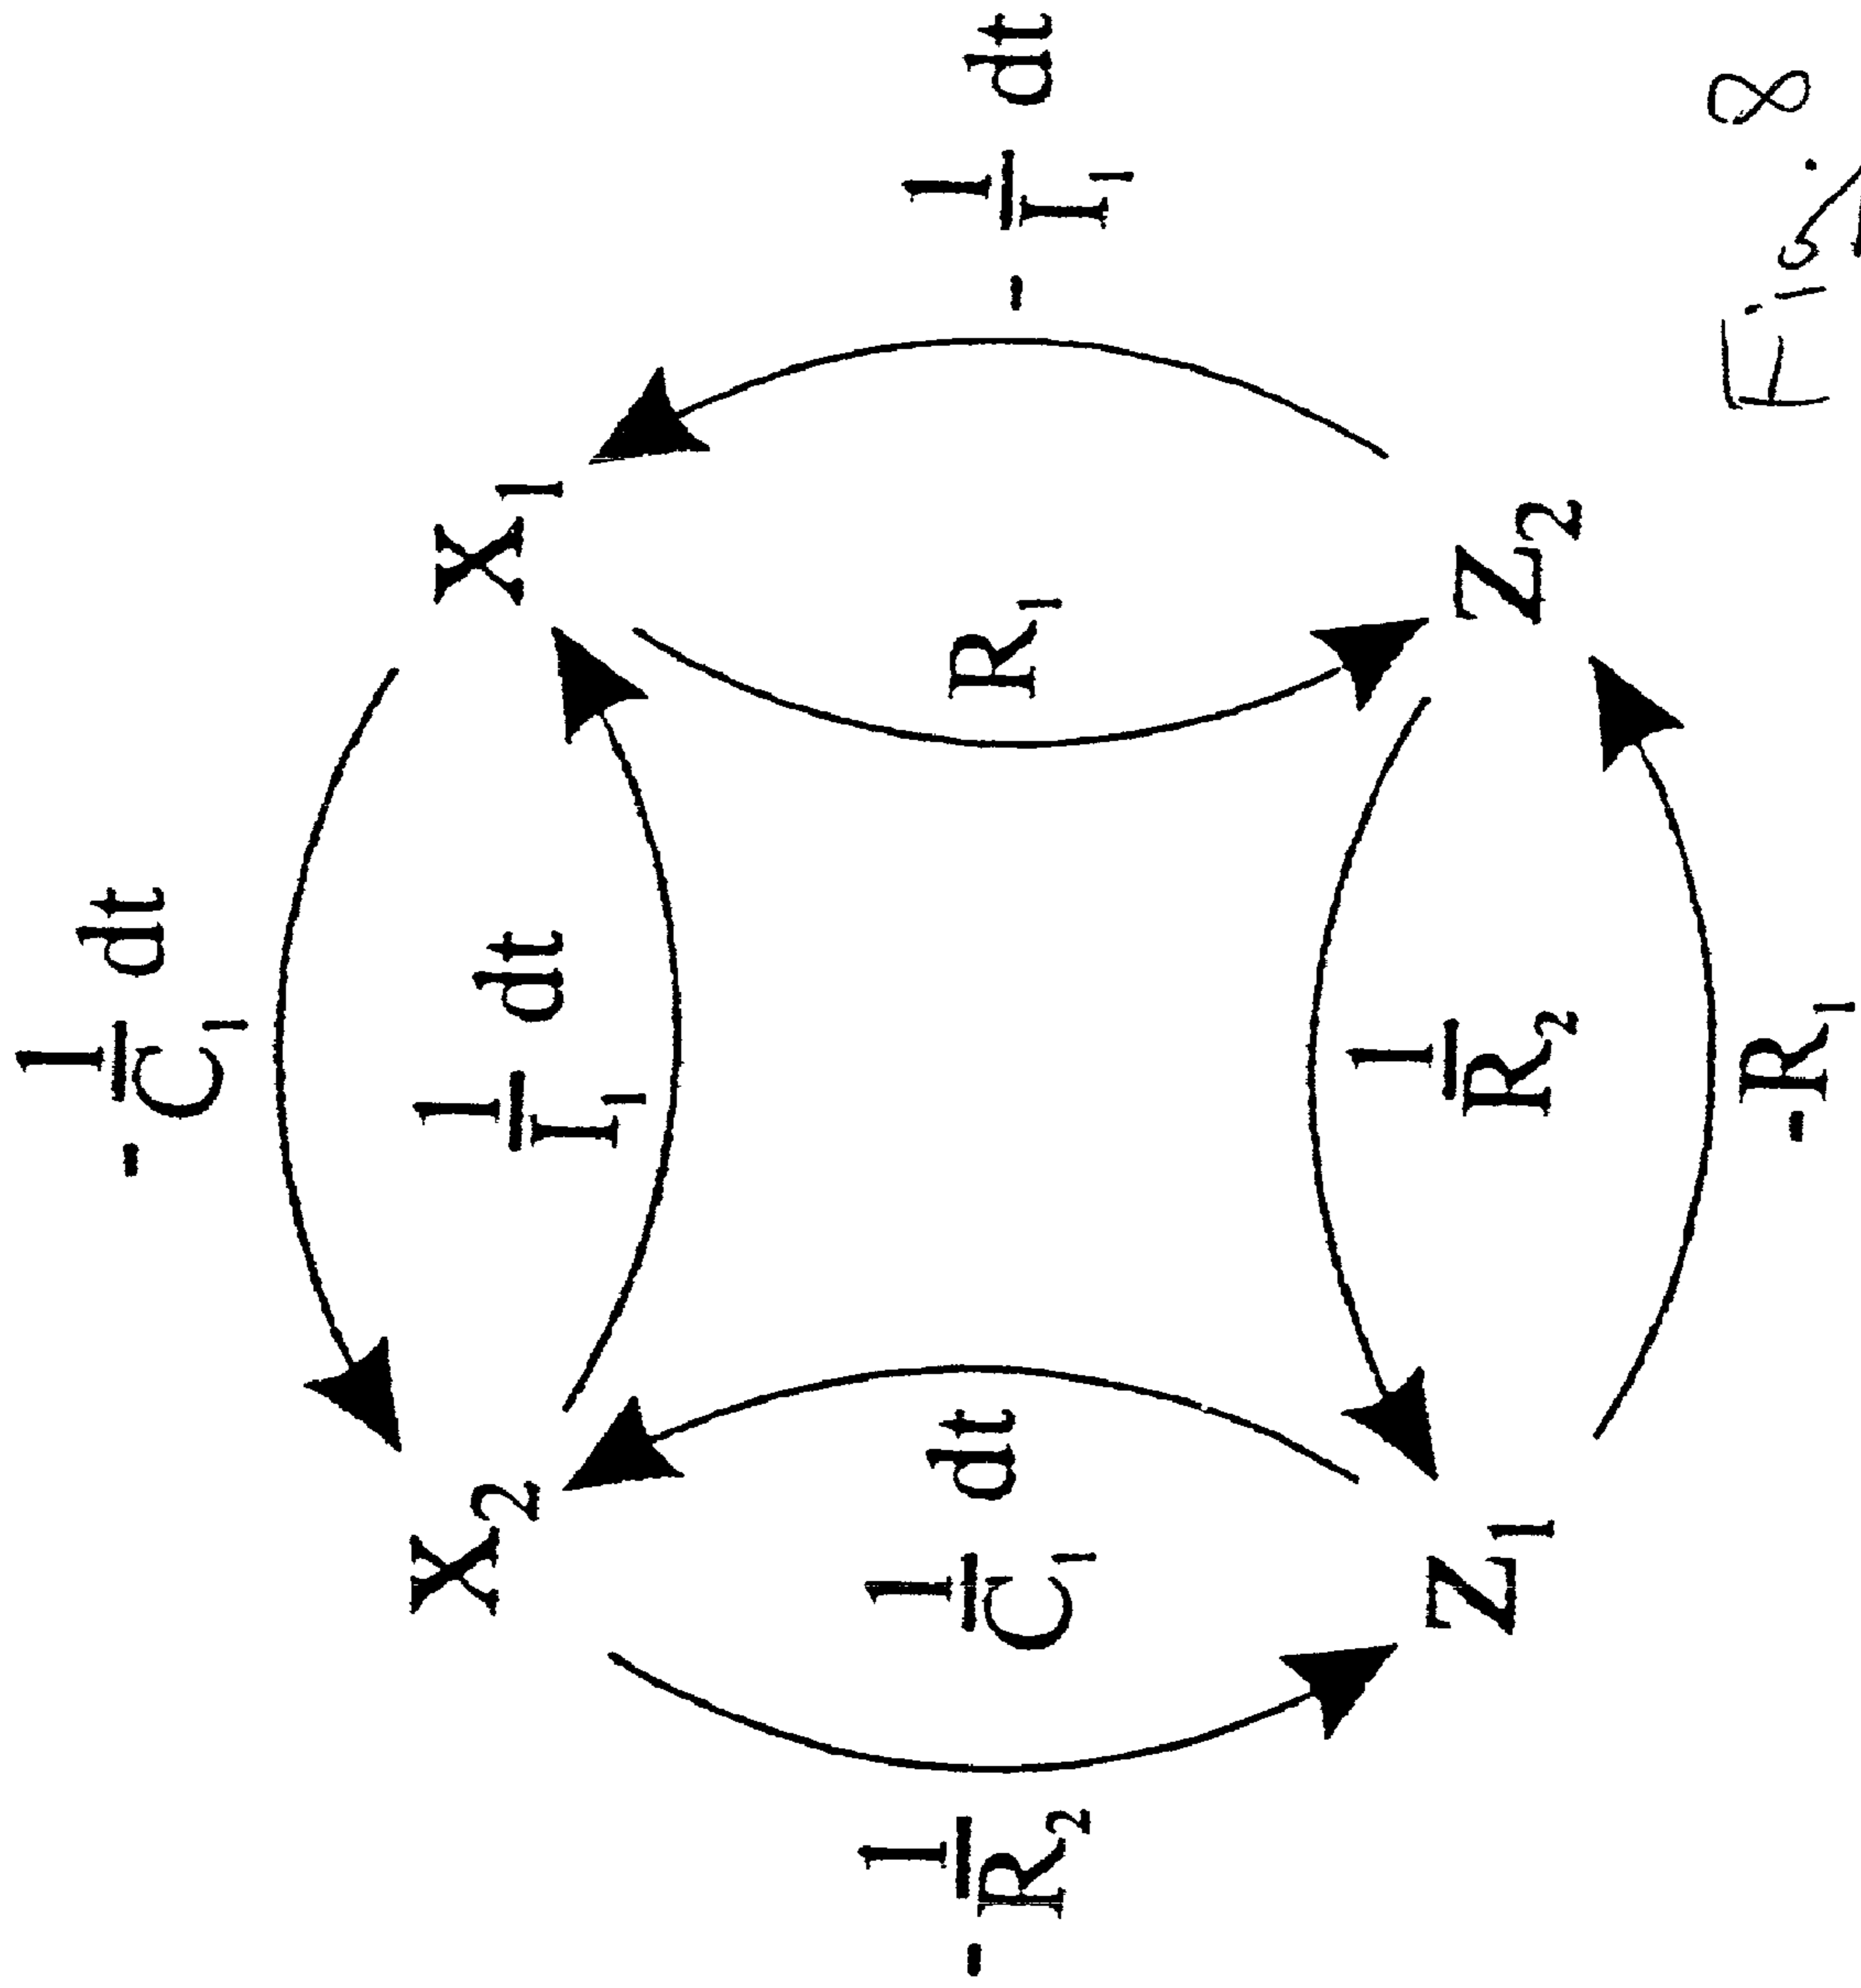 - 1/C₁ dt
X₂ 1/I₁ dt X₁
- 1/R₂ 1/C₁ dt R₁ - 1/I₁ dt
Z₁ 1/R₂ Z₂
- R₁
Fig. 8